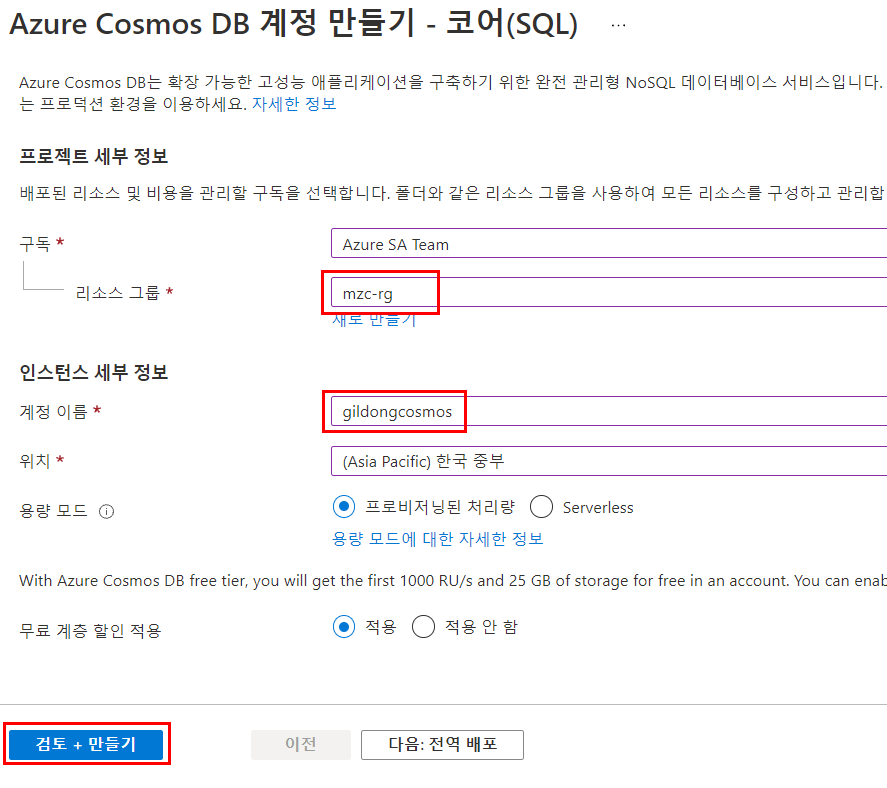 Azure Cosmos DB 계정 만들기 - 코어(SQL) ...
Azure Cosmos DB는 확장 가능한 고성능 애플리케이션을 구축하기 위한 완전 관리형 NoSQL 데이터베이스 서비스입니다.
는 프로덕션 환경을 이용하세요. 자세한 정보
프로젝트 세부 정보
배포된 리소스 및 비용을 관리할 구독을 선택합니다. 폴더와 같은 리소스 그룹을 사용하여 모든 리소스를 구성하고 관리합
구독 *
Azure SA Team
리소스 그룹 *
mzc-rg
새로 만들기
인스턴스 세부 정보
계정 이름 *
gildongcosmos
위치 *
(Asia Pacific) 한국 중부
용량 모드
프로비저닝된 처리량 Serverless
용량 모드에 대한 자세한 정보
With Azure Cosmos DB free tier, you will get the first 1000 RU/s and 25 GB of storage for free in an account. You can enab
무료 계층 할인 적용
적용 적용 안 함
검토 + 만들기 이전 다음: 전역 배포